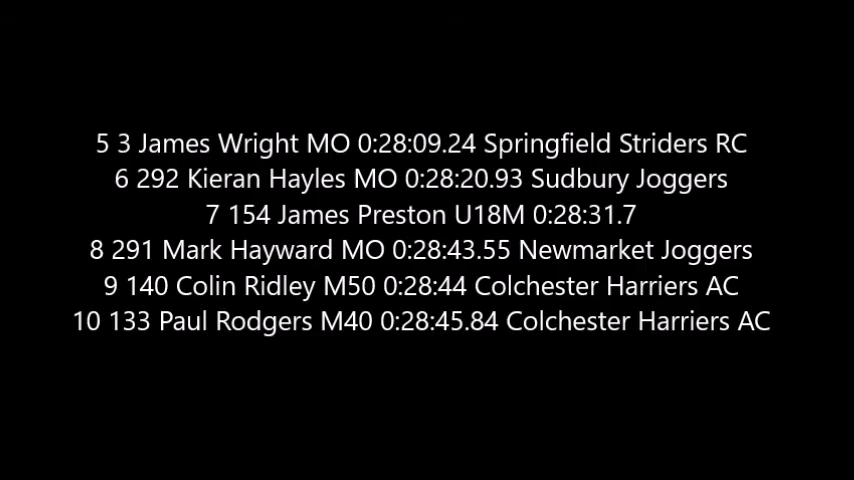 5 3 James Wright MO 0:28:09.24 Springfield Striders RC
6 292 Kieran Hayles MO 0:28:20.93 Sudbury Joggers
7 154 James Preston U18M 0:28:31.7
8 291 Mark Hayward MO 0:28:43.55 Newmarket Joggers
9 140 Colin Ridley M50 0:28:44 Colchester Harriers AC
10 133 Paul Rodgers M40 0:28:45.84 Colchester Harriers AC